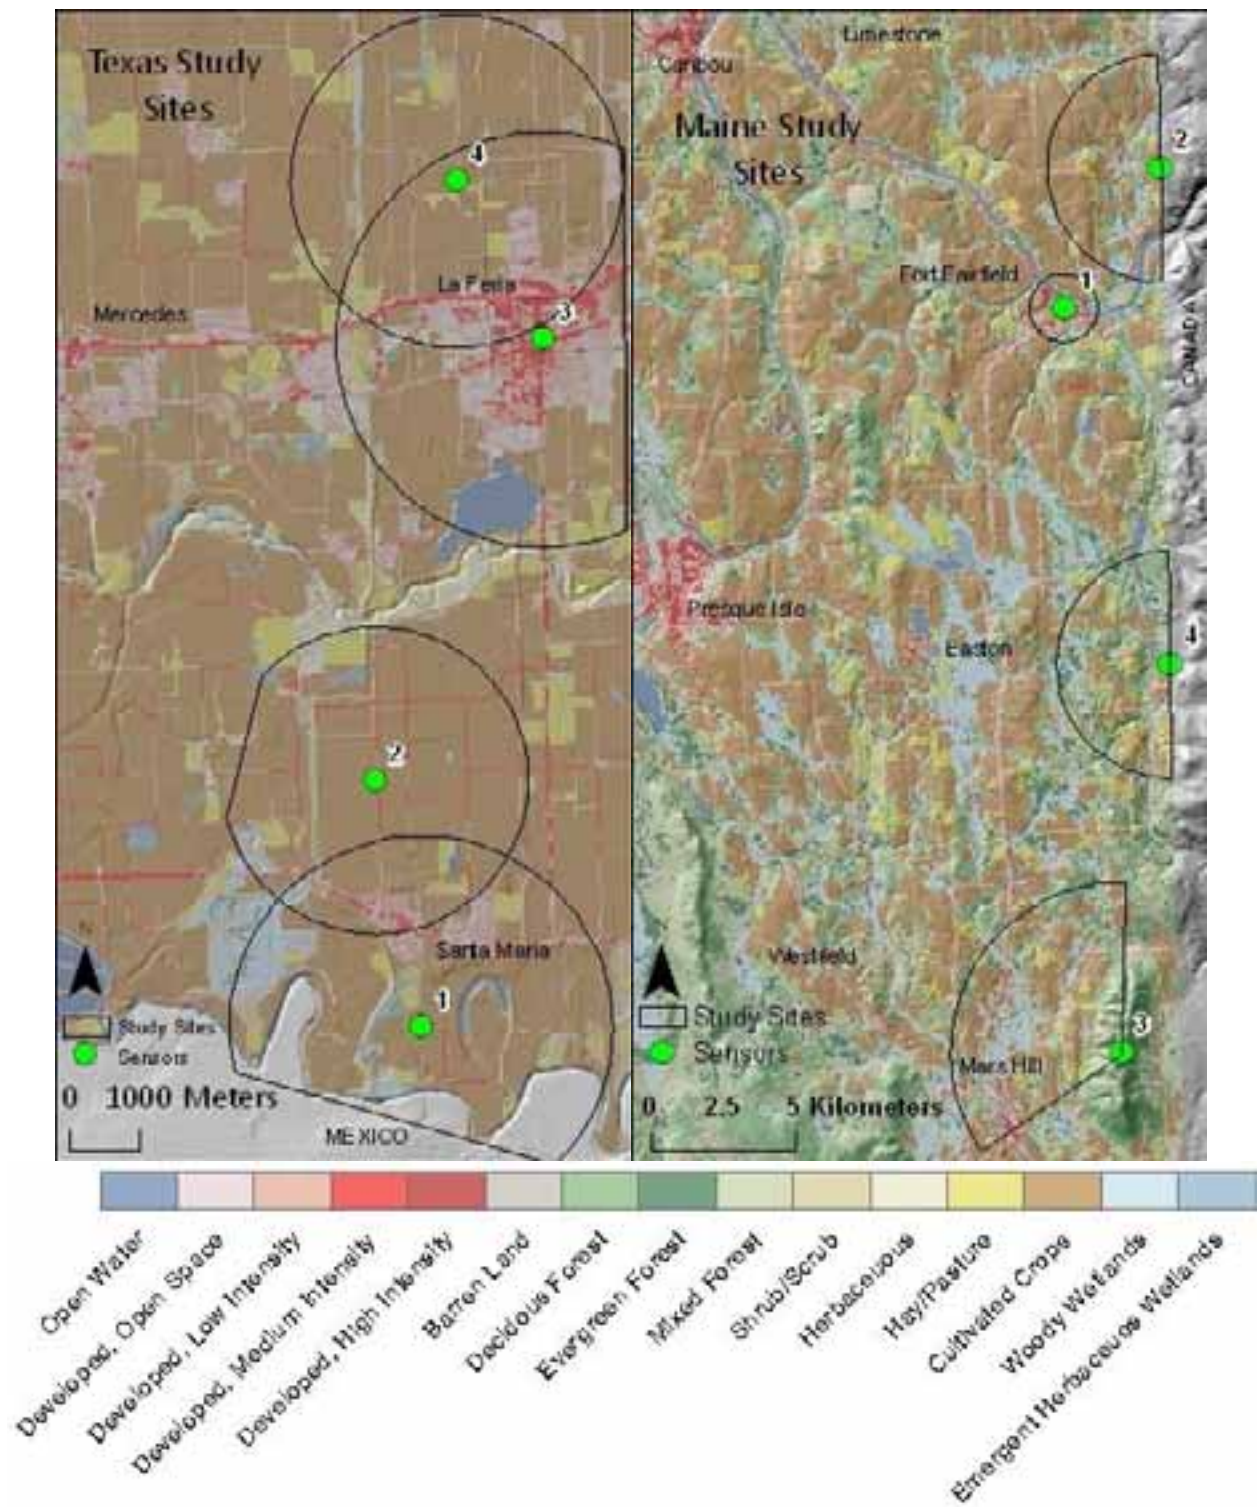 Texas Study
Sites
4
La Feria
3
Mercedes
2
Santa Maria
1
N
Study Sites
Sensors
0 1000 Meters
MEXICO
Limestone
Caribou
Maine Study
Sites
2
Fort Fairfield
1
CANADA
Presque Isle
Easton
4
Westfield
3
Mars Hill
Study Sites
Sensors
0 2.5 5 Kilometers
Open Water
Developed, Open Space
Developed, Low Intensity
Developed, Medium Intensity
Developed, High Intensity
Barren Land
Decidous Forest
Evergreen Forest
Mixed Forest
Shrub/Scrub
Herbaceuous
Hay/Pasture
Cultivated Crops
Woody Wetlands
Emergent Herbaceuos Wetlands